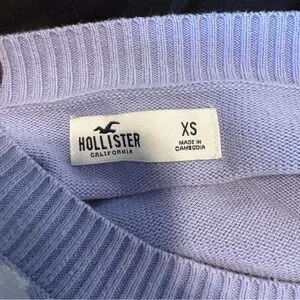 HOLLISTER
CALIFORNIA
XS
MADE IN
CAMBODIA